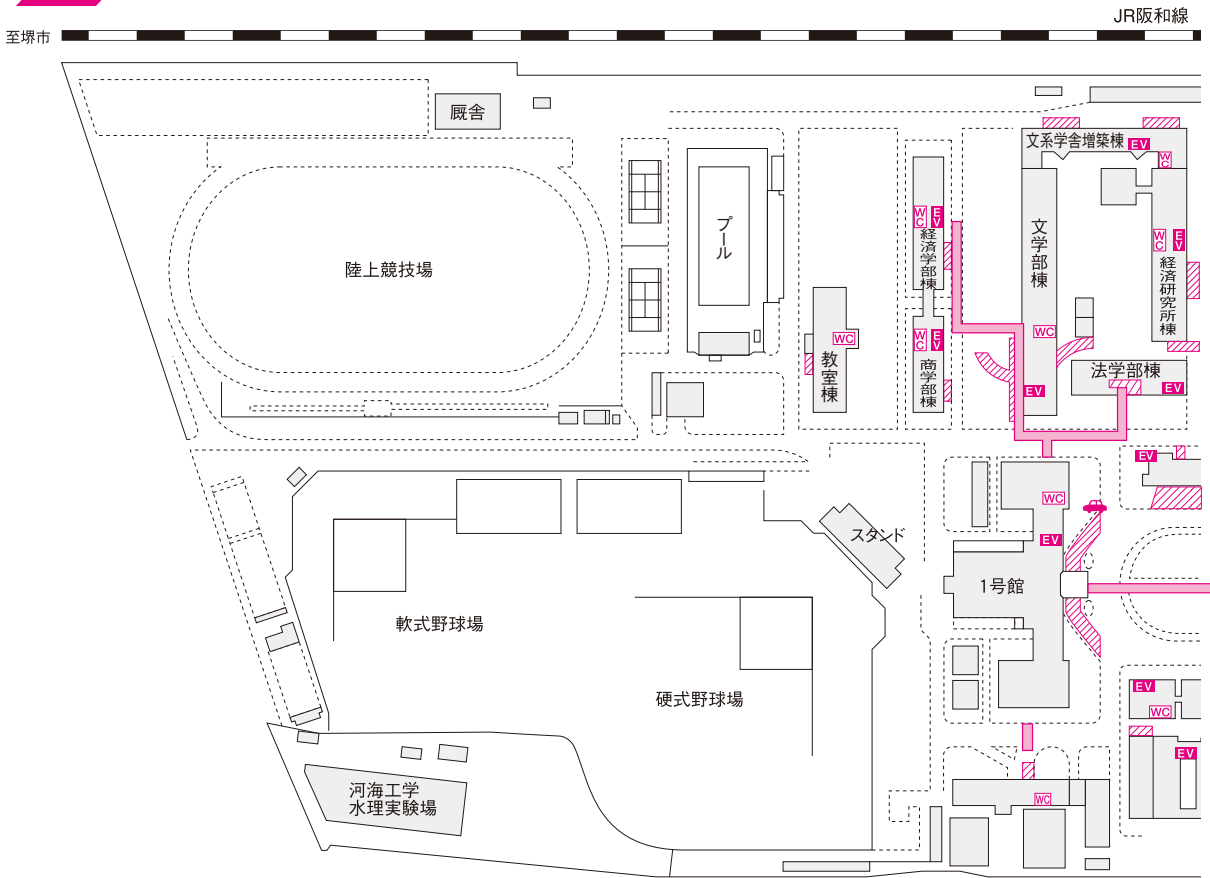 JR阪和線
至堺市
厩舎
文系学舎増築棟
EV
WC
プール
陸上競技場
WC
EV
経済学部棟
文学部棟
WC
EV
経済研究所棟
WC
教室棟
WC
EV
商学部棟
WC
EV
法学部棟
EV
EV
WC
スタンド
EV
1号館
軟式野球場
硬式野球場
EV
WC
EV
河海工学
水理実験場
WC